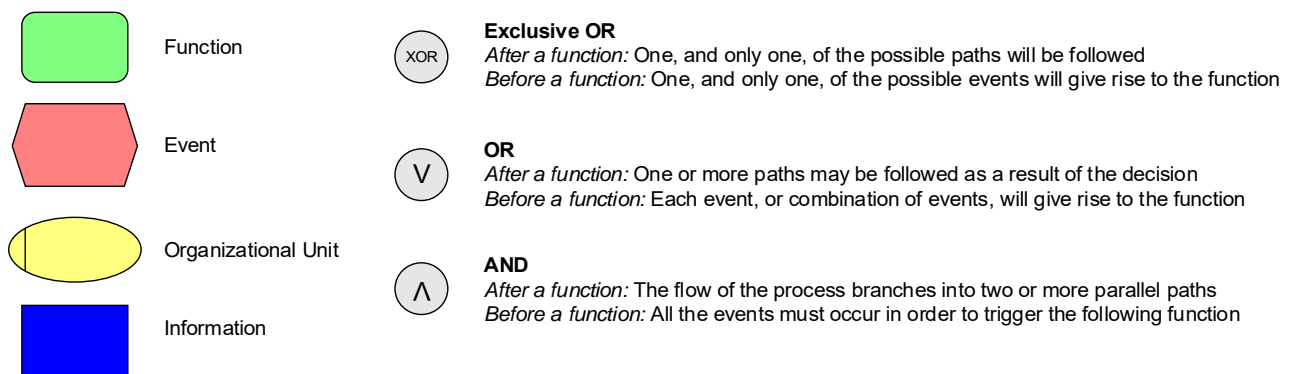 Function
Event
Organizational Unit
Information
XOR
Exclusive OR
After a function: One, and only one, of the possible paths will be followed
Before a function: One, and only one, of the possible events will give rise to the function
V
OR
After a function: One or more paths may be followed as a result of the decision
Before a function: Each event, or combination of events, will give rise to the function
Λ
AND
After a function: The flow of the process branches into two or more parallel paths
Before a function: All the events must occur in order to trigger the following function